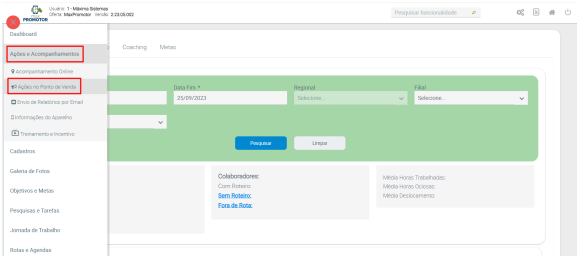 Usuário: 1 - Máxima Sistemas
Oferta: MaxPromotor Versão: 2.23.05.002
PROMOTOR
Pesquisar funcionalidade
Dashboard
Ações e Acompanhamentos
Coaching
Metas
Acompanhamento Online
Ações no Ponto de Venda
Envio de Relatórios por Email
Informações do Aparelho
Treinamento e Incentivo
Cadastros
Galeria de Fotos
Objetivos e Metas
Pesquisas e Tarefas
Jornada de Trabalho
Rotas e Agendas
Data Fim: *
25/09/2023
Regional
Selecione...
Filial
Selecione...
Pesquisar
Limpar
Colaboradores:
Com Roteiro:
Sem Roteiro:
Fora de Rota:
Média Horas Trabalhadas:
Média Horas Ociosas:
Média Deslocamento: